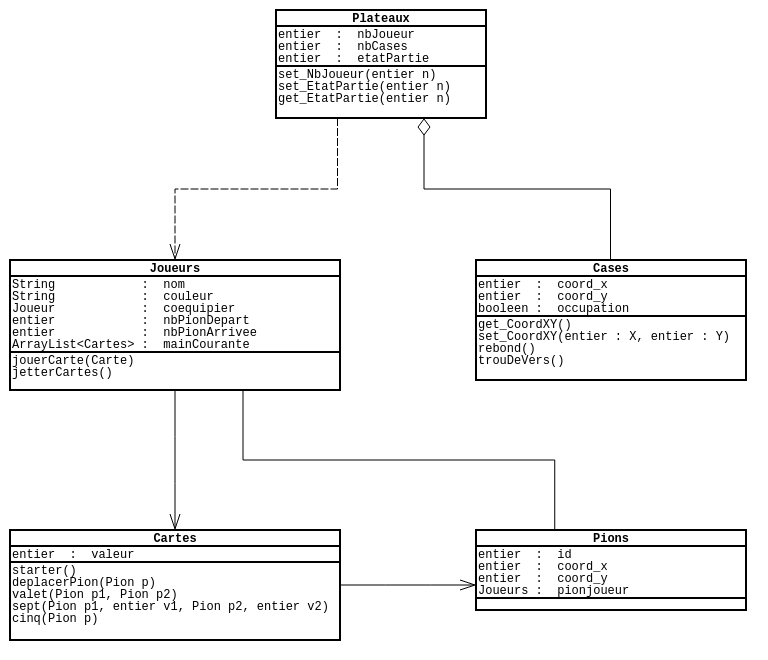 Plateaux
entier  :  nbJoueur
entier  :  nbCases
entier  :  etatPartie
set_NbJoueur(entier n)
set_EtatPartie(entier n)
get_EtatPartie(entier n)
Joueurs
String            :  nom
String            :  couleur
Joueur            :  coequipier
entier            :  nbPionDepart
entier            :  nbPionArrivee
ArrayList<Cartes> :  mainCourante
jouerCarte(Carte)
jetterCartes()
Cases
entier  :  coord_x
entier  :  coord_y
booleen :  occupation
get_CoordXY()
set_CoordXY(entier : X, entier : Y)
rebond()
trouDeVers()
Cartes
entier  :  valeur
starter()
deplacerPion(Pion p)
valet(Pion p1, Pion p2)
sept(Pion p1, entier v1, Pion p2, entier v2)
cinq(Pion p)
Pions
entier  :  id
entier  :  coord_x
entier  :  coord_y
Joueurs :  pionjoueur